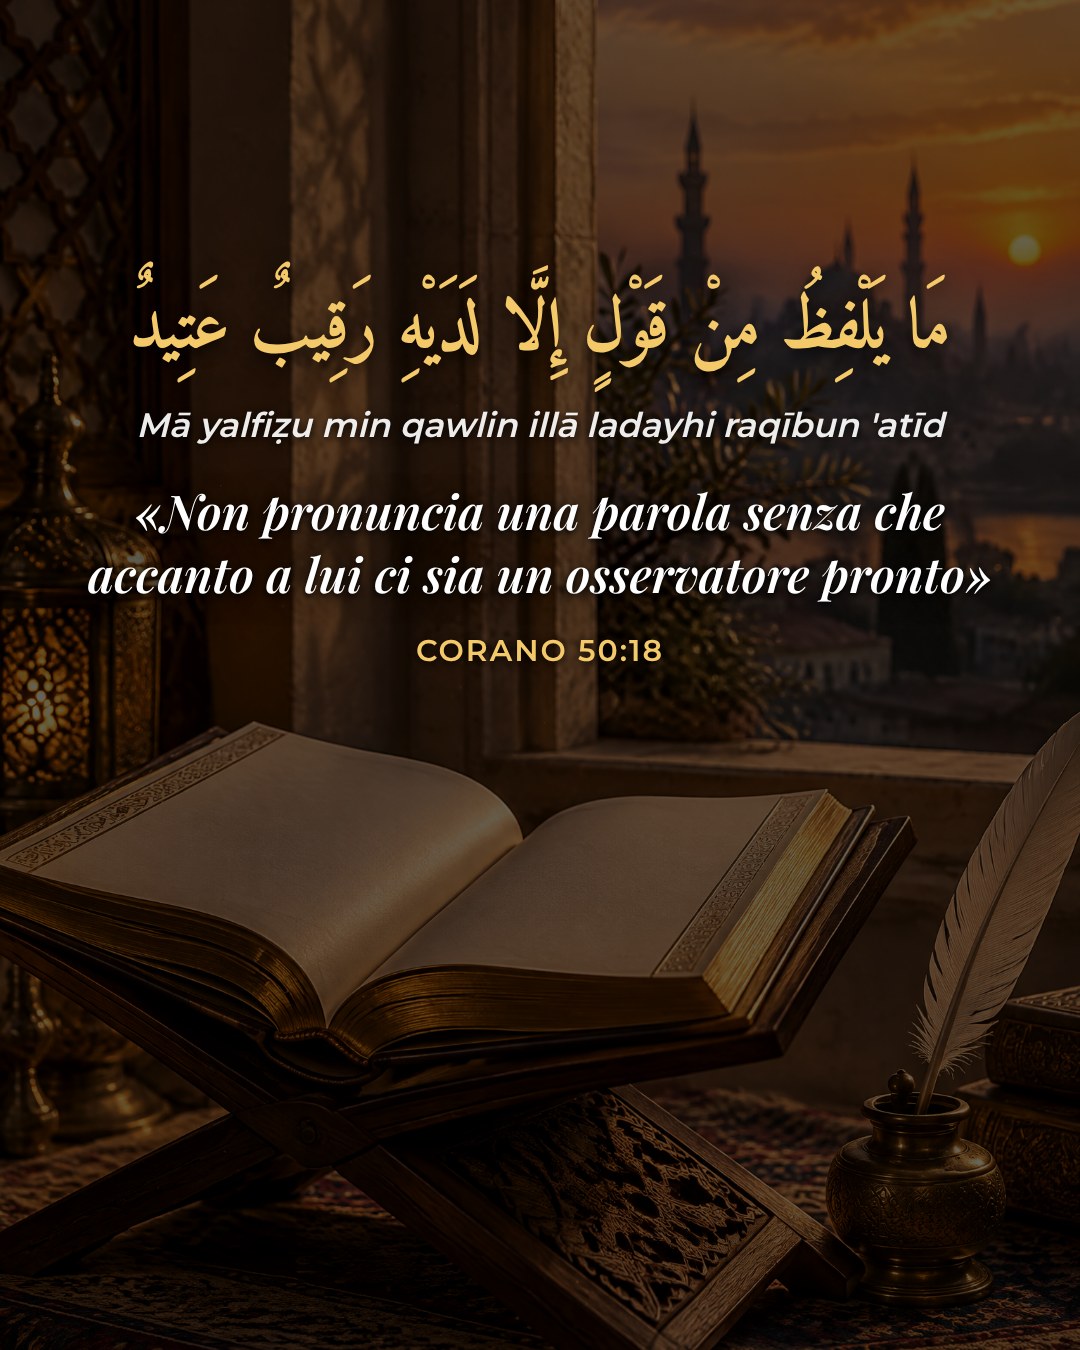 مَا يَلْفِظُ مِنْ قَوْلٍ إِلَّا لَدَيْهِ رَقِيبٌ عَتِيدٌ
Mā yalfiẓu min qawlin illā ladayhi raqībun 'atīd
«Non pronuncia una parola senza che
accanto a lui ci sia un osservatore pronto»
CORANO 50:18